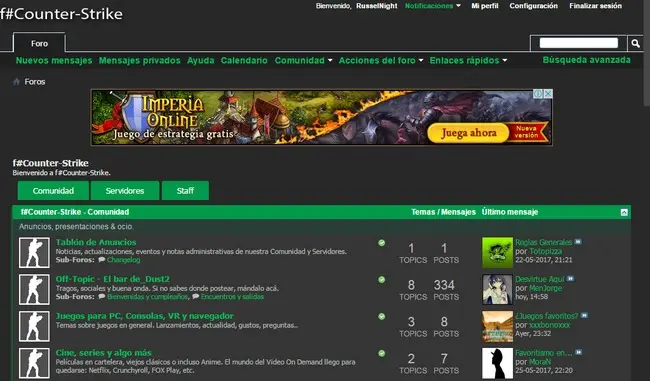 f#Counter-Strike
Bienvenido, RusselNight Notificaciones Mi perfil Configuración Finalizar sesión
Foro
Nuevos mensajes Mensajes privados Ayuda Calendario Comunidad Acciones del foro Enlaces rápidos Búsqueda avanzada
Foros
IMPERIA ONLINE
Juego de estrategia gratis
Juega ahora
Nueva versión
f#Counter-Strike
Bienvenido a f#Counter-Strike.
Comunidad Servidores Staff
f#Counter-Strike - Comunidad Temas / Mensajes Último mensaje
Anuncios, presentaciones & ocio.
Tablón de Anuncios
Noticias, actualizaciones, eventos y notas administrativas de nuestra Comunidad y Servidores.
Sub-Foros: Changelog
1 TOPICS 1 POSTS
Reglas Generales
por Totopizza
22-05-2017, 21:21
Off-Topic - El bar de_Dust2
Tragos, sociales y buena onda. Si no sabes donde postear, mándalo acá.
Sub-Foros: Bienvenidas y cumpleaños, Encuentros y salidas
8 TOPICS 334 POSTS
Desvirtue Aquí
por MenJorge
hoy, 14:58
Juegos para PC, Consolas, VR y navegador
Temas sobre juegos en general. Lanzamientos, actualidad, gustos, preguntas..
3 TOPICS 8 POSTS
¿Juegos favoritos?
por xxxbonoxxx
Ayer, 23:32
Cine, series y algo más
Películas en cartelera, viejos clásicos o incluso Anime. El mundo del Video On Demand llego para
quedarse: Netflix, Crunchyroll, FOX Play, etc.
2 TOPICS 7 POSTS
Favoritismo en...
por MoraN
25-05-2017, 22:20